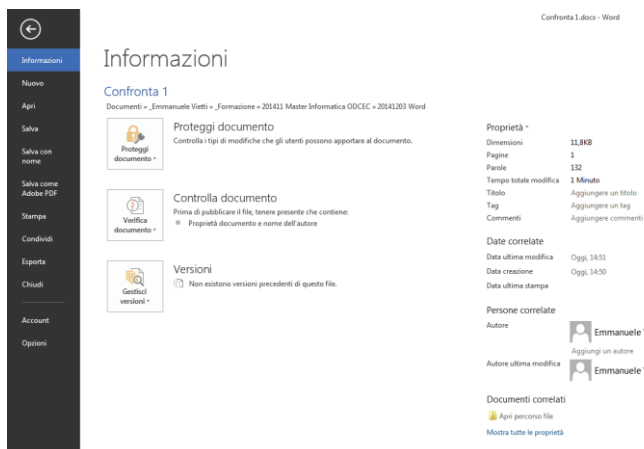 Confronta 1.docx - Word
Informazioni
Nuovo
Apri
Salva
Salva con
nome
Salva come
Adobe PDF
Stampa
Condividi
Esporta
Chiudi
Account
Opzioni
Informazioni
Confronta 1
Documenti » _Emmanuele Vietti » _Formazione » 201411 Master Informatica ODCEC » 20141203 Word
Proteggi
documento
Proteggi documento
Controlla i tipi di modifiche che gli utenti possono apportare al documento.
Verifica
documento
Controlla documento
Prima di pubblicare il file, tenere presente che contiene:
Proprietà documento e nome dell'autore
Gestisci
versioni
Versioni
Non esistono versioni precedenti di questo file.
Proprietà
Dimensioni 11,8KB
Pagine 1
Parole 132
Tempo totale modifica 1 Minuto
Titolo Aggiungere un titolo
Tag Aggiungere un tag
Commenti Aggiungere commenti
Date correlate
Data ultima modifica Oggi, 14:51
Data creazione Oggi, 14:50
Data ultima stampa
Persone correlate
Autore Emmanuele
Aggiungi un autore
Autore ultima modifica Emmanuele
Documenti correlati
Apri percorso file
Mostra tutte le proprietà